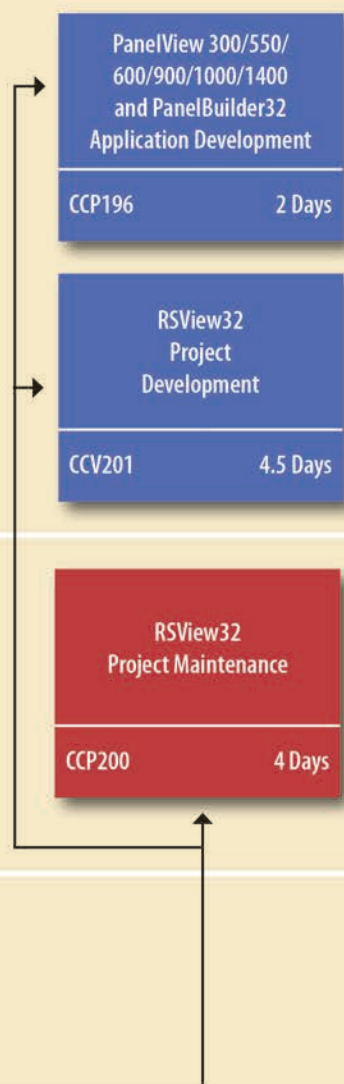 PanelView 300/550/
600/900/1000/1400
and PanelBuilder32
Application Development
CCP196 2 Days
RSView32
Project
Development
CCV201 4.5 Days
RSView32
Project Maintenance
CCP200 4 Days